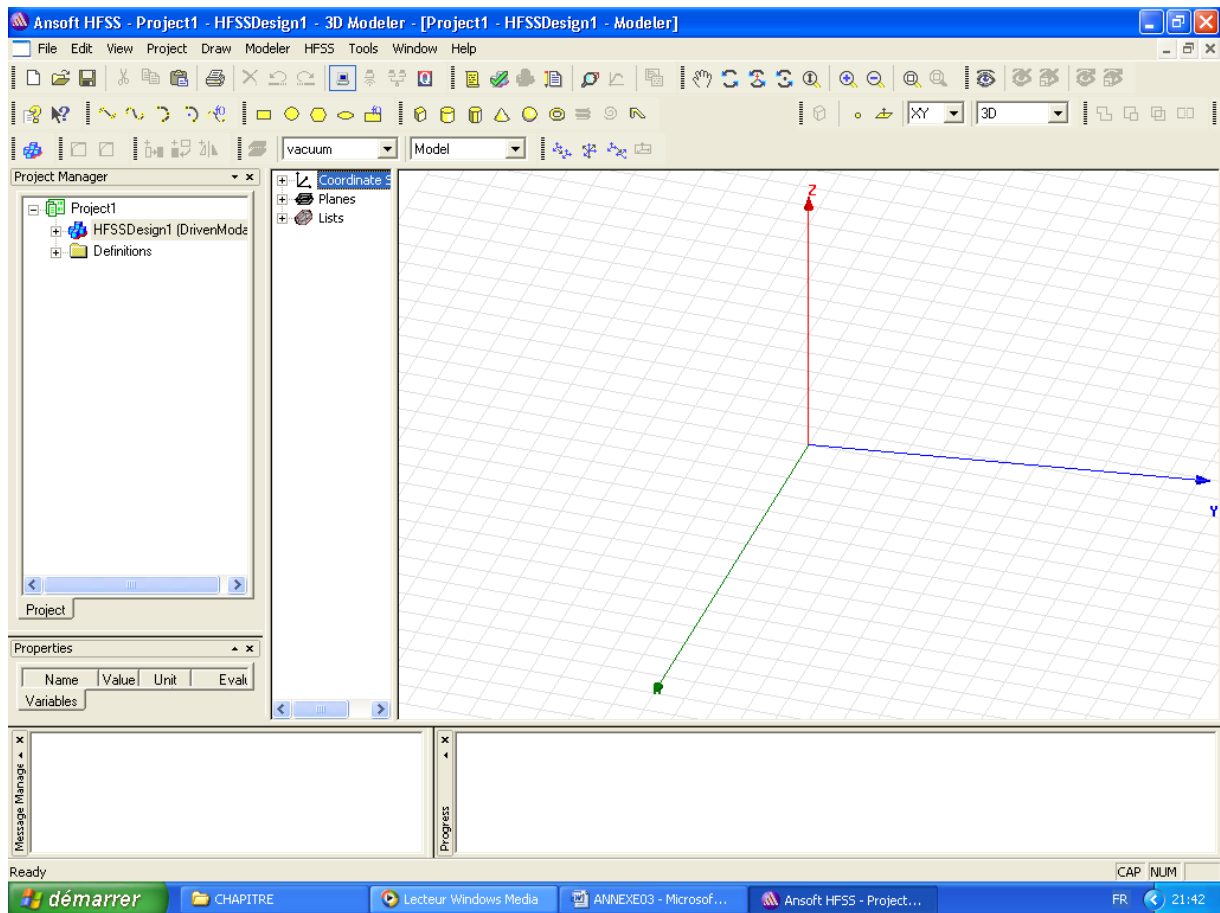 Ansoft HFSS - Project1 - HFSSDesign1 - 3D Modeler - [Project1 - HFSSDesign1 - Modeler]
File Edit View Project Draw Modeler HFSS Tools Window Help
XY 3D
vacuum Model
Project Manager
Project1
HFSSDesign1 (DrivenModa
Definitions
Project
Properties
Name Value Unit Evalu
Variables
Coordinate S
Planes
Lists
Z
Y
Message Manage
Progress
Ready
CAP NUM
démarrer CHAPITRE Lecteur Windows Media ANNEXE03 - Microsof... Ansoft HFSS - Project... FR 21:42